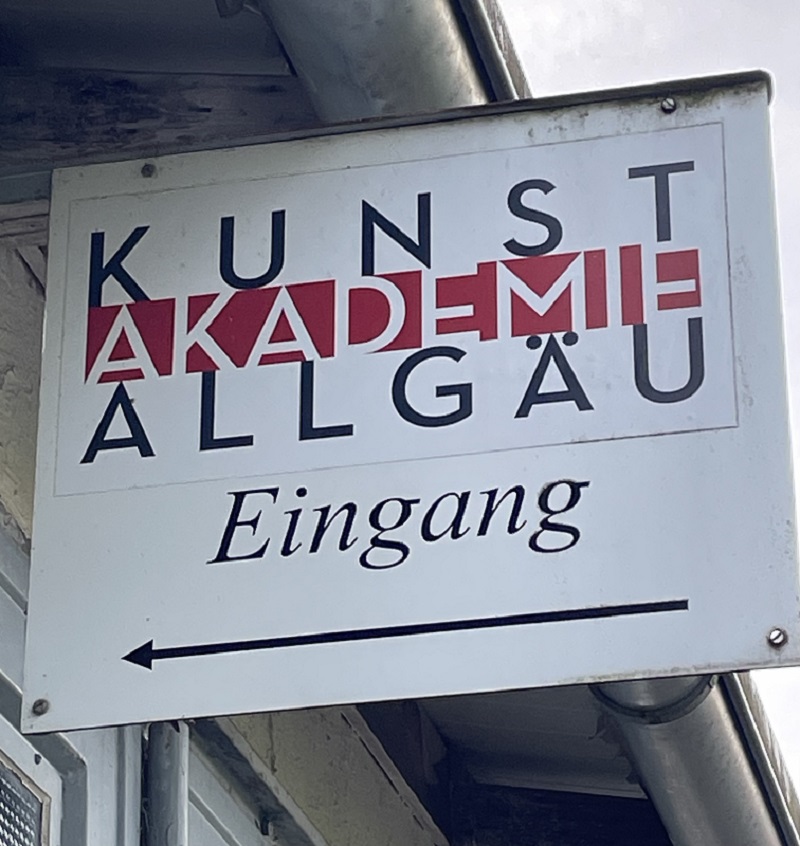 KUNST
AKADEMIE
ALLGÄU
Eingang